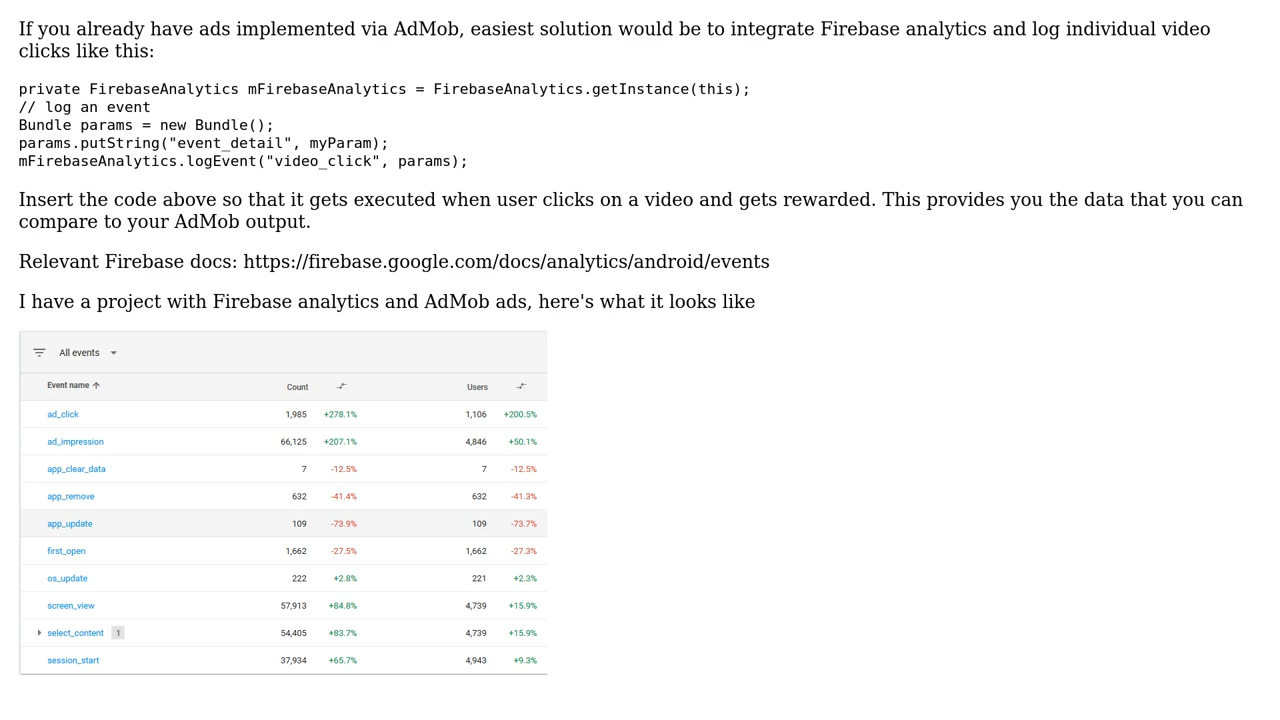 If you already have ads implemented via AdMob, easiest solution would be to integrate Firebase analytics and log individual video
clicks like this:
private FirebaseAnalytics mFirebaseAnalytics = FirebaseAnalytics.getInstance(this);
// log an event
Bundle params = new Bundle();
params.putString("event_detail", myParam);
mFirebaseAnalytics.logEvent("video_click", params);
Insert the code above so that it gets executed when user clicks on a video and gets rewarded. This provides you the data that you can
compare to your AdMob output.
Relevant Firebase docs: https://firebase.google.com/docs/analytics/android/events
I have a project with Firebase analytics and AdMob ads, here's what it looks like
All events
Event name Count Users
ad_click 1,985 +278.1% 1,106 +200.5%
ad_impression 66,125 +207.1% 4,846 +50.1%
app_clear_data 7 -12.5% 7 -12.5%
app_remove 632 -41.4% 632 -41.3%
app_update 109 -73.9% 109 -73.7%
first_open 1,662 -27.5% 1,662 -27.3%
os_update 222 +2.8% 221 +2.3%
screen_view 57,913 +84.8% 4,739 +15.9%
select_content 1 54,405 +83.7% 4,739 +15.9%
session_start 37,934 +65.7% 4,943 +9.3%